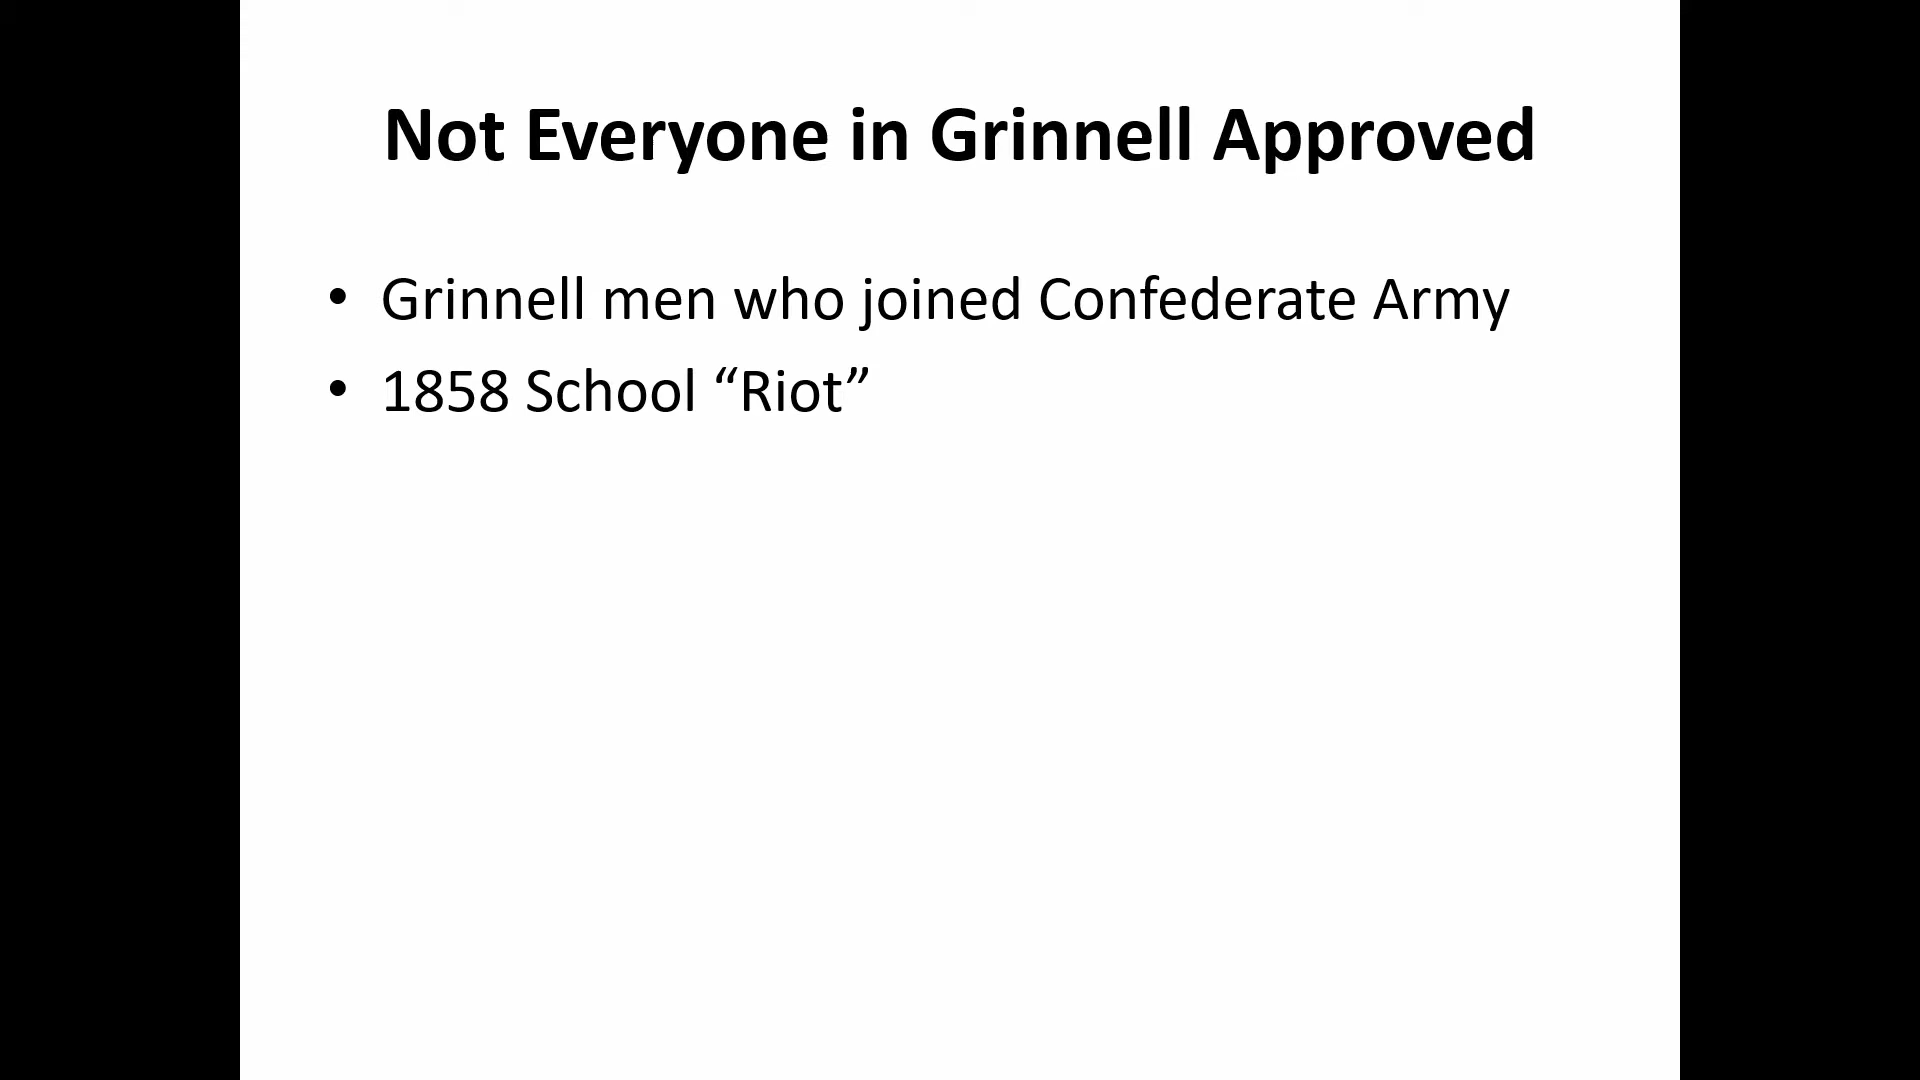 Not Everyone in Grinnell Approved
• Grinnell men who joined Confederate Army
• 1858 School “Riot”